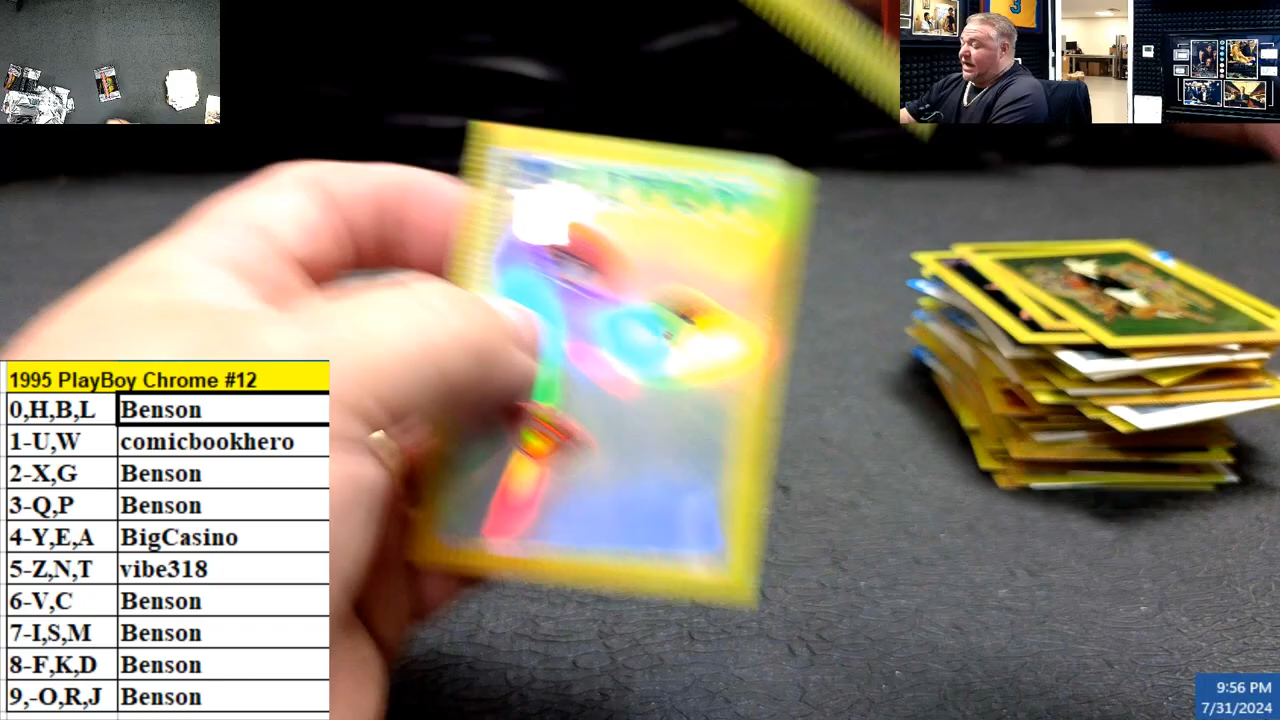 1995 PlayBoy Chrome #12
0,H,B,L Benson
1-U,W comicbookhero
2-X,G Benson
3-Q,P Benson
4-Y,E,A BigCasino
5-Z,N,T vibe318
6-V,C Benson
7-I,S,M Benson
8-F,K,D Benson
9,-O,R,J Benson
3
9:56 PM
7/31/2024